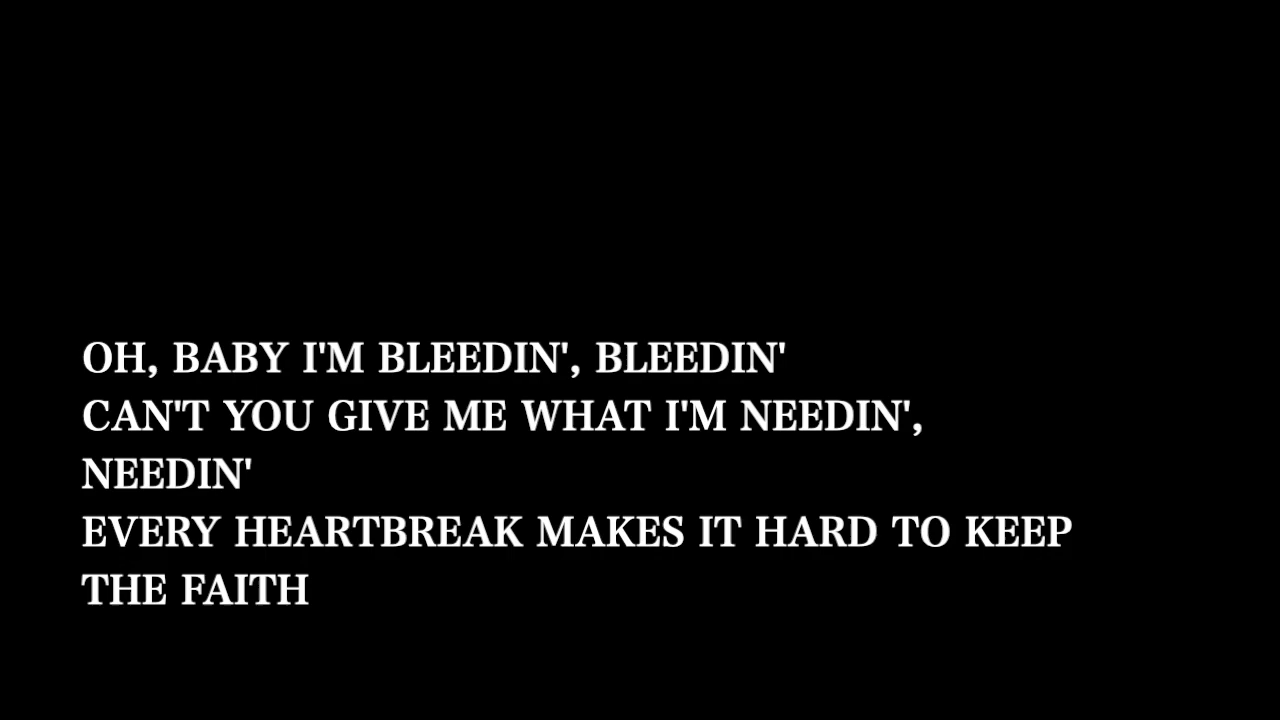 OH, BABY I'M BLEEDIN', BLEEDIN'
CAN'T YOU GIVE ME WHAT I'M NEEDIN',
NEEDIN'
EVERY HEARTBREAK MAKES IT HARD TO KEEP
THE FAITH